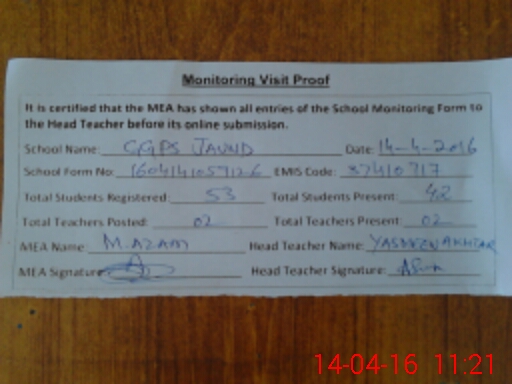 Monitoring Visit Proof
It is certified that the MEA has shown all entries of the School Monitoring Form to
the Head Teacher before its online submission.
School Name: GGPS JAUND Date: 14-4-2016
School Form No: EMIS Code: 37410717
Total Students Registered: 53 Total Students Present: 42
Total Teachers Posted: 02 Total Teachers Present: 02
MEA Name: M.AZAM Head Teacher Name: YASMEEN AKHTAR
MEA Signature: Head Teacher Signature:
14-04-16 11:21